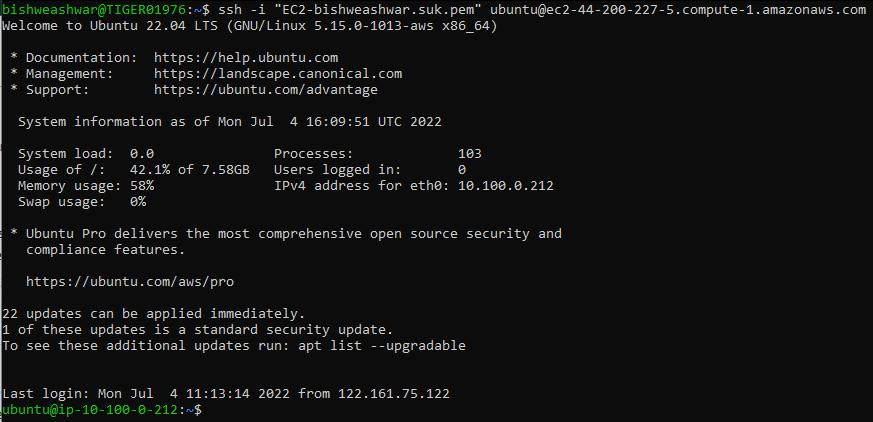 bishweashwar@TIGER01976:~$ ssh -i "EC2-bishweashwar.suk.pem" ubuntu@ec2-44-200-227-5.compute-1.amazonaws.com
Welcome to Ubuntu 22.04 LTS (GNU/Linux 5.15.0-1013-aws x86_64)
* Documentation:  https://help.ubuntu.com
* Management:     https://landscape.canonical.com
* Support:        https://ubuntu.com/advantage
System information as of Mon Jul  4 16:09:51 UTC 2022
System load:  0.0               Processes:             103
Usage of /:   42.1% of 7.58GB   Users logged in:       0
Memory usage: 58%               IPv4 address for eth0: 10.100.0.212
Swap usage:   0%
* Ubuntu Pro delivers the most comprehensive open source security and
compliance features.
https://ubuntu.com/aws/pro
22 updates can be applied immediately.
1 of these updates is a standard security update.
To see these additional updates run: apt list --upgradable
Last login: Mon Jul  4 11:13:14 2022 from 122.161.75.122
ubuntu@ip-10-100-0-212:~$